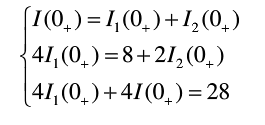 I(0₊) = I₁(0₊) + I₂(0₊)
4I₁(0₊) = 8 + 2I₂(0₊)
4I₁(0₊) + 4I(0₊) = 28